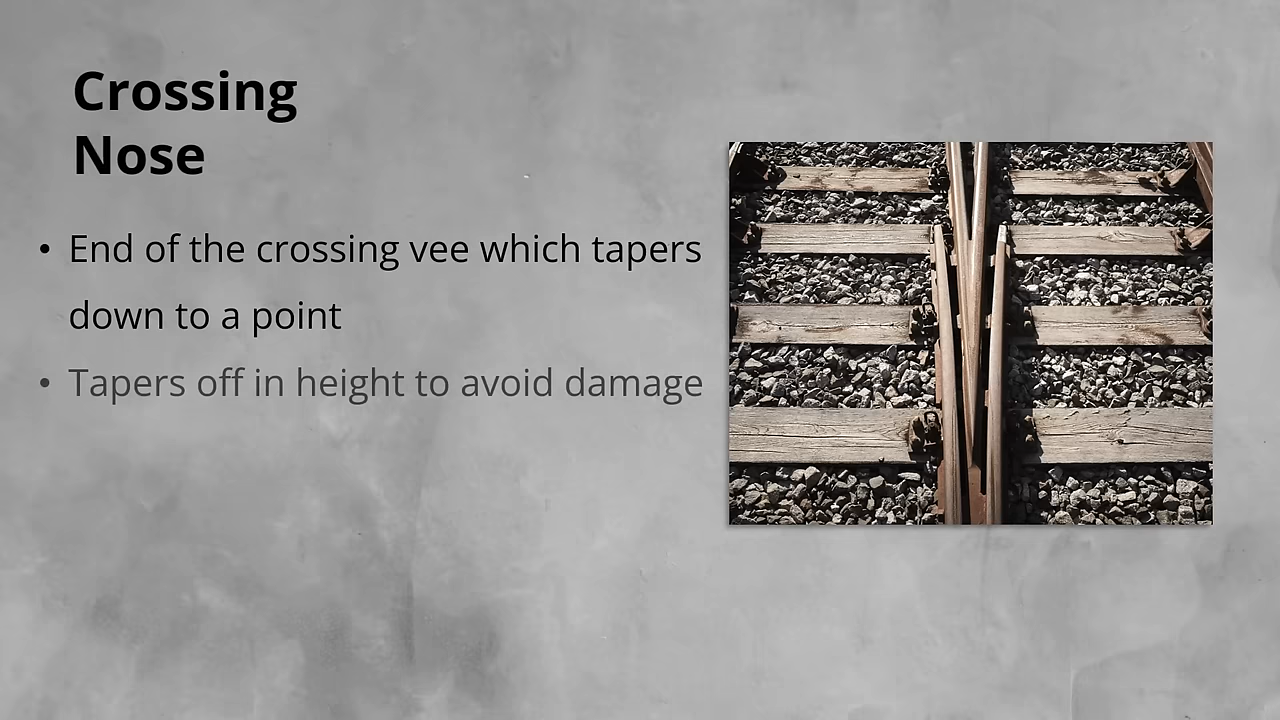 Crossing
Nose
• End of the crossing vee which tapers
down to a point
• Tapers off in height to avoid damage